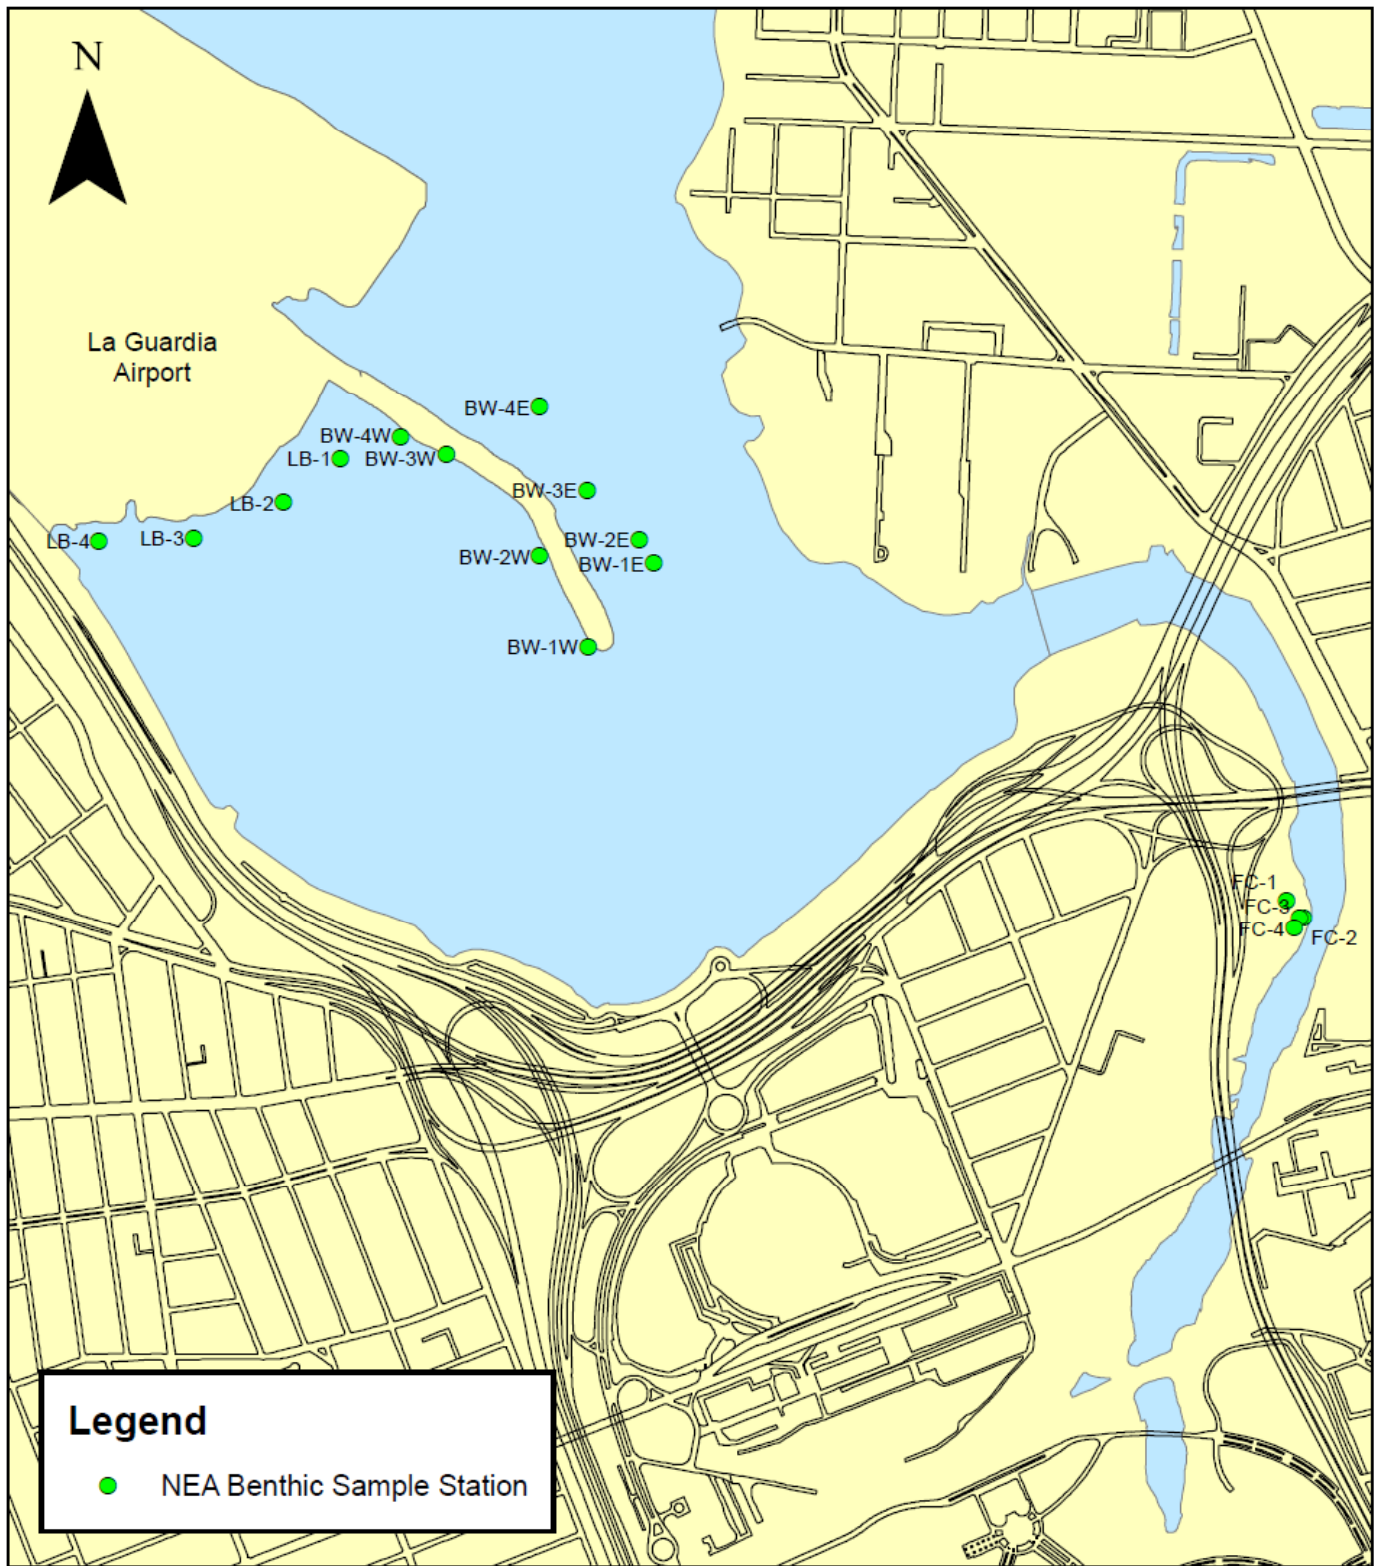 N
La Guardia
Airport
BW-4E
BW-4W
LB-1
BW-3W
BW-3E
LB-2
LB-4
LB-3
BW-2E
BW-2W
BW-1E
BW-1W
FC-1
FC-3
FC-4
FC-2
Legend
NEA Benthic Sample Station